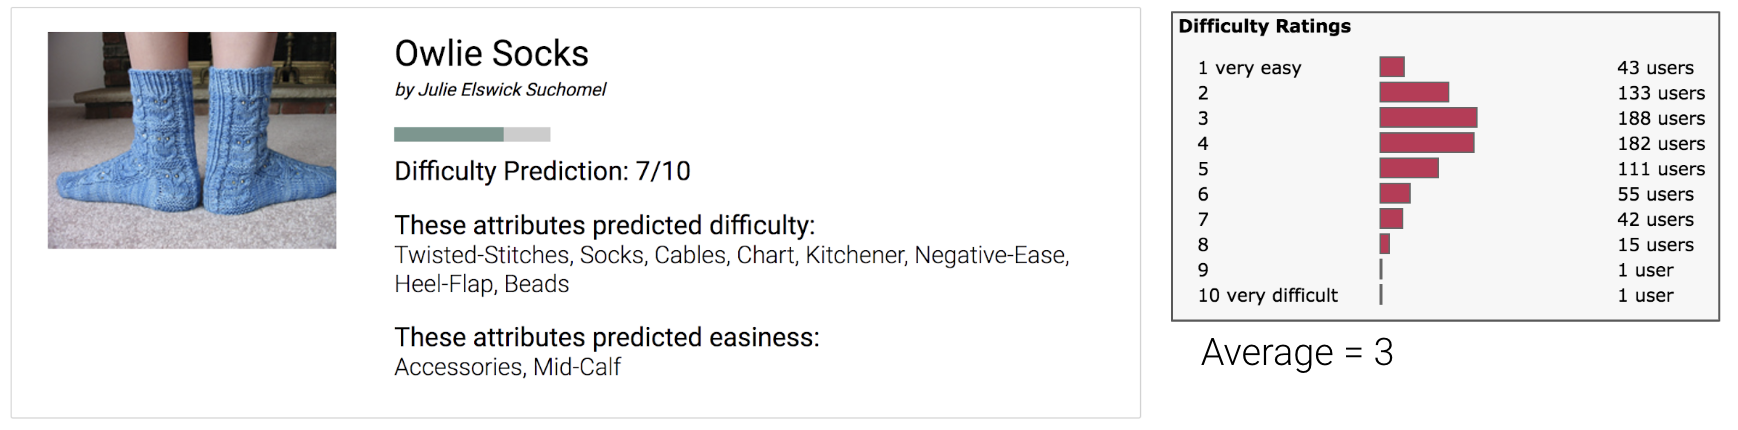 Owlie Socks
by Julie Elswick Suchomel
Difficulty Prediction: 7/10
These attributes predicted difficulty:
Twisted-Stitches, Socks, Cables, Chart, Kitchener, Negative-Ease,
Heel-Flap, Beads
These attributes predicted easiness:
Accessories, Mid-Calf
Difficulty Ratings
1 very easy 43 users
2 133 users
3 188 users
4 182 users
5 111 users
6 55 users
7 42 users
8 15 users
9 1 user
10 very difficult 1 user
Average = 3